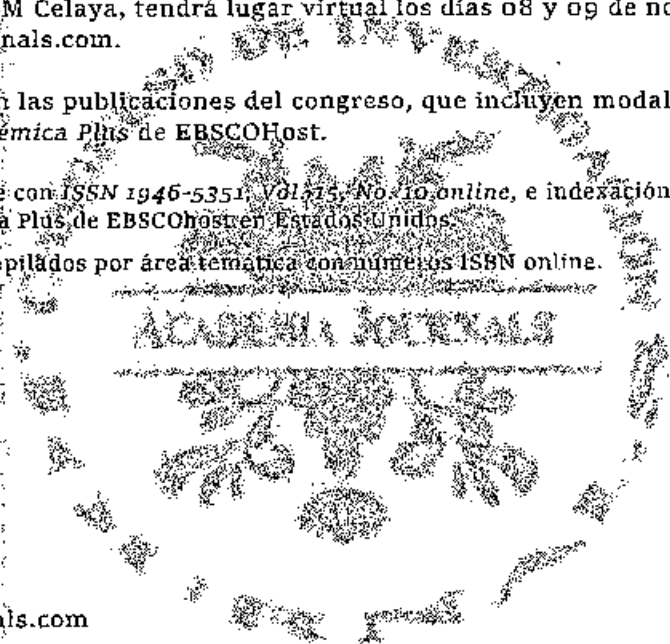 M Celaya, tendrá lugar virtual los días 08 y 09 de no
nals.com.
n las publicaciones del congreso, que incluyen modal
émica Plus de EBSCOHost.
e con ISSN 1946-5351, Vol. 15, No. 10 online, e indexación
a Plus de EBSCOhost en Estados Unidos.
pilados por área temática con números ISBN online.
ACADEMIA JOURNALS
als.com